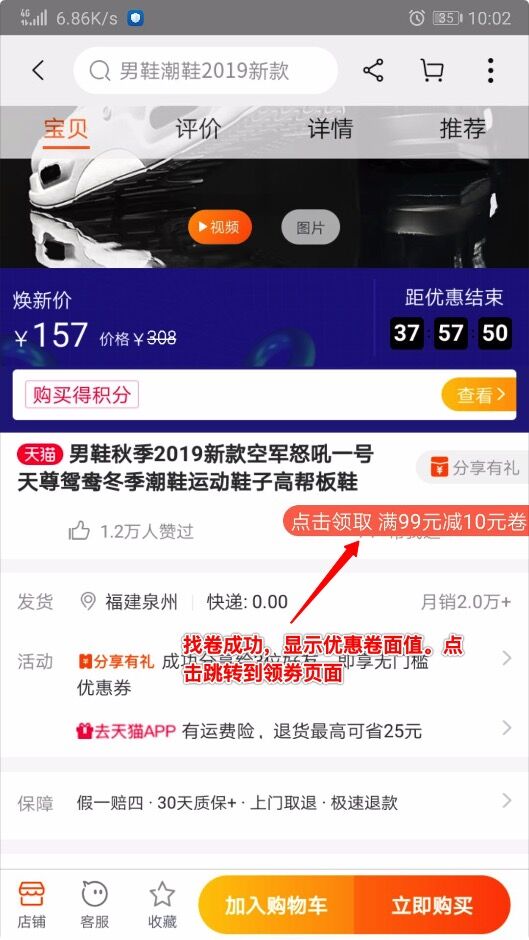 4G 6.86K/s 35 10:02
男鞋潮鞋2019新款
宝贝 评价 详情 推荐
视频 图片
焕新价
￥157 价格￥308
距优惠结束
37:57:50
购买得积分 查看
天猫 男鞋秋季2019新款空军怒吼一号
天尊鸳鸯冬季潮鞋运动鞋子高帮板鞋
分享有礼
点击领取 满99元减10元卷
1.2万人赞过
发货 福建泉州 快递: 0.00 月销2.0万+
找卷成功，显示优惠卷面值。点
击跳转到领券页面
活动 分享有礼 成功分享给3位好友，即享无门槛
优惠券
去天猫APP 有运费险，退货最高可省25元
保障 假一赔四 · 30天质保+ · 上门取退 · 极速退款
店铺 客服 收藏 加入购物车 立即购买